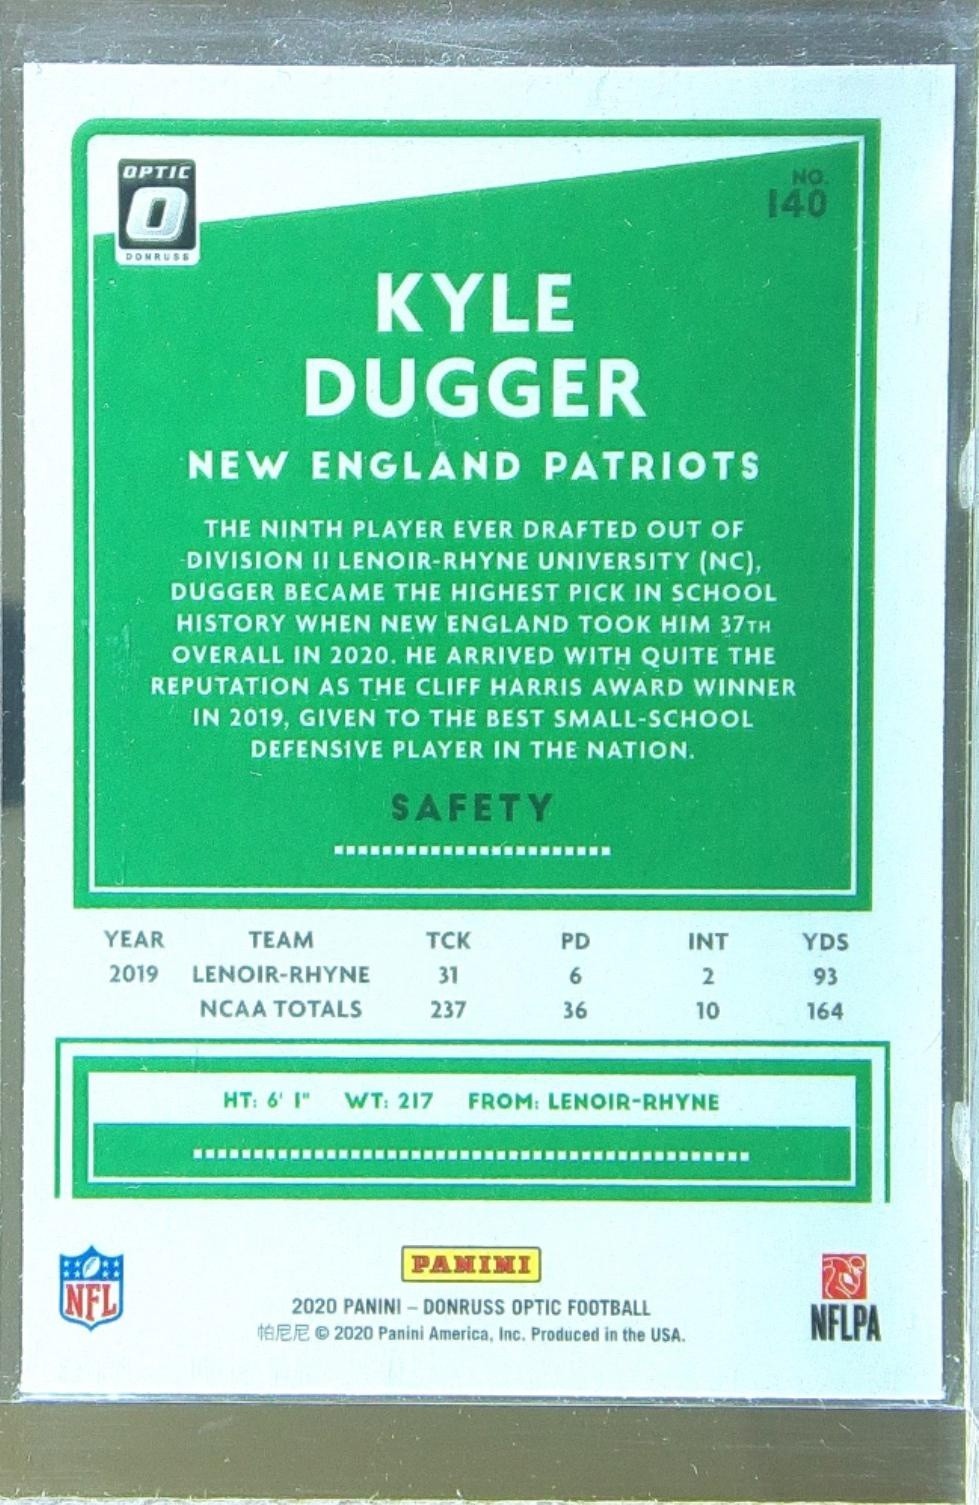 OPTIC
O
DONRUSS
NO.
140
KYLE
DUGGER
NEW ENGLAND PATRIOTS
THE NINTH PLAYER EVER DRAFTED OUT OF
DIVISION II LENOIR-RHYNE UNIVERSITY (NC),
DUGGER BECAME THE HIGHEST PICK IN SCHOOL
HISTORY WHEN NEW ENGLAND TOOK HIM 37TH
OVERALL IN 2020. HE ARRIVED WITH QUITE THE
REPUTATION AS THE CLIFF HARRIS AWARD WINNER
IN 2019, GIVEN TO THE BEST SMALL-SCHOOL
DEFENSIVE PLAYER IN THE NATION.
SAFETY
YEAR TEAM TCK PD INT YDS
2019 LENOIR-RHYNE 31 6 2 93
NCAA TOTALS 237 36 10 164
HT: 6' 1" WT: 217 FROM: LENOIR-RHYNE
NFL
PANINI
2020 PANINI – DONRUSS OPTIC FOOTBALL
帕尼尼 © 2020 Panini America, Inc. Produced in the USA.
NFLPA